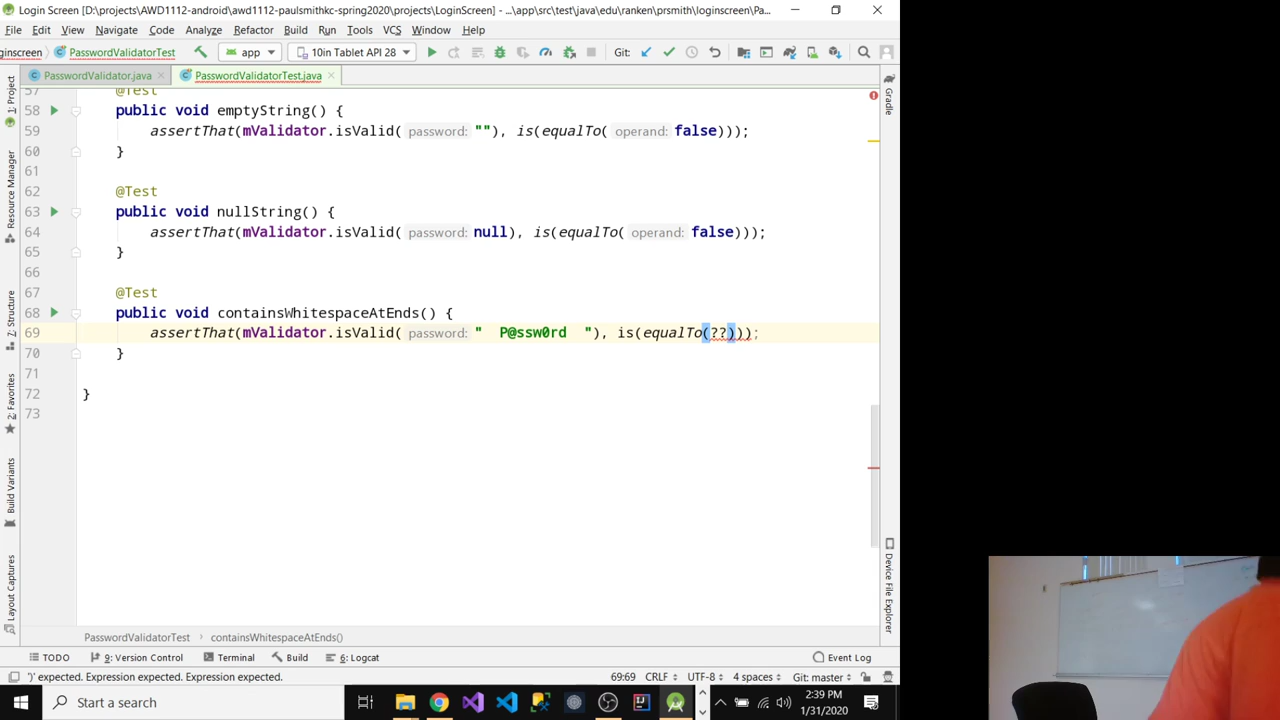 Login Screen [D:\projects\AWD1112-android\awd1112-paulsmithkc-spring2020\projects\LoginScreen] - ...\app\src\test\java\edu\ranken\prsmith\loginscreen\Pa...
File Edit View Navigate Code Analyze Refactor Build Run Tools VCS Window Help
ginscreen PasswordValidatorTest app 10in Tablet API 28 Git:
PasswordValidator.java PasswordValidatorTest.java
57 @Test
58 public void emptyString() {
59 assertThat(mValidator.isValid( password: ""), is(equalTo( operand: false)));
60 }
61
62 @Test
63 public void nullString() {
64 assertThat(mValidator.isValid( password: null), is(equalTo( operand: false)));
65 }
66
67 @Test
68 public void containsWhitespaceAtEnds() {
69 assertThat(mValidator.isValid( password: "  P@ssw0rd  "), is(equalTo(??)));
70 }
71
72 }
73
1: Project
Resource Manager
7: Structure
2: Favorites
Build Variants
Layout Captures
Gradle
Device File Explorer
PasswordValidatorTest › containsWhitespaceAtEnds()
TODO 9: Version Control Terminal Build 6: Logcat Event Log
')' expected. Expression expected. Expression expected. 69:69 CRLF UTF-8 4 spaces Git: master
Start a search 2:39 PM
1/31/2020